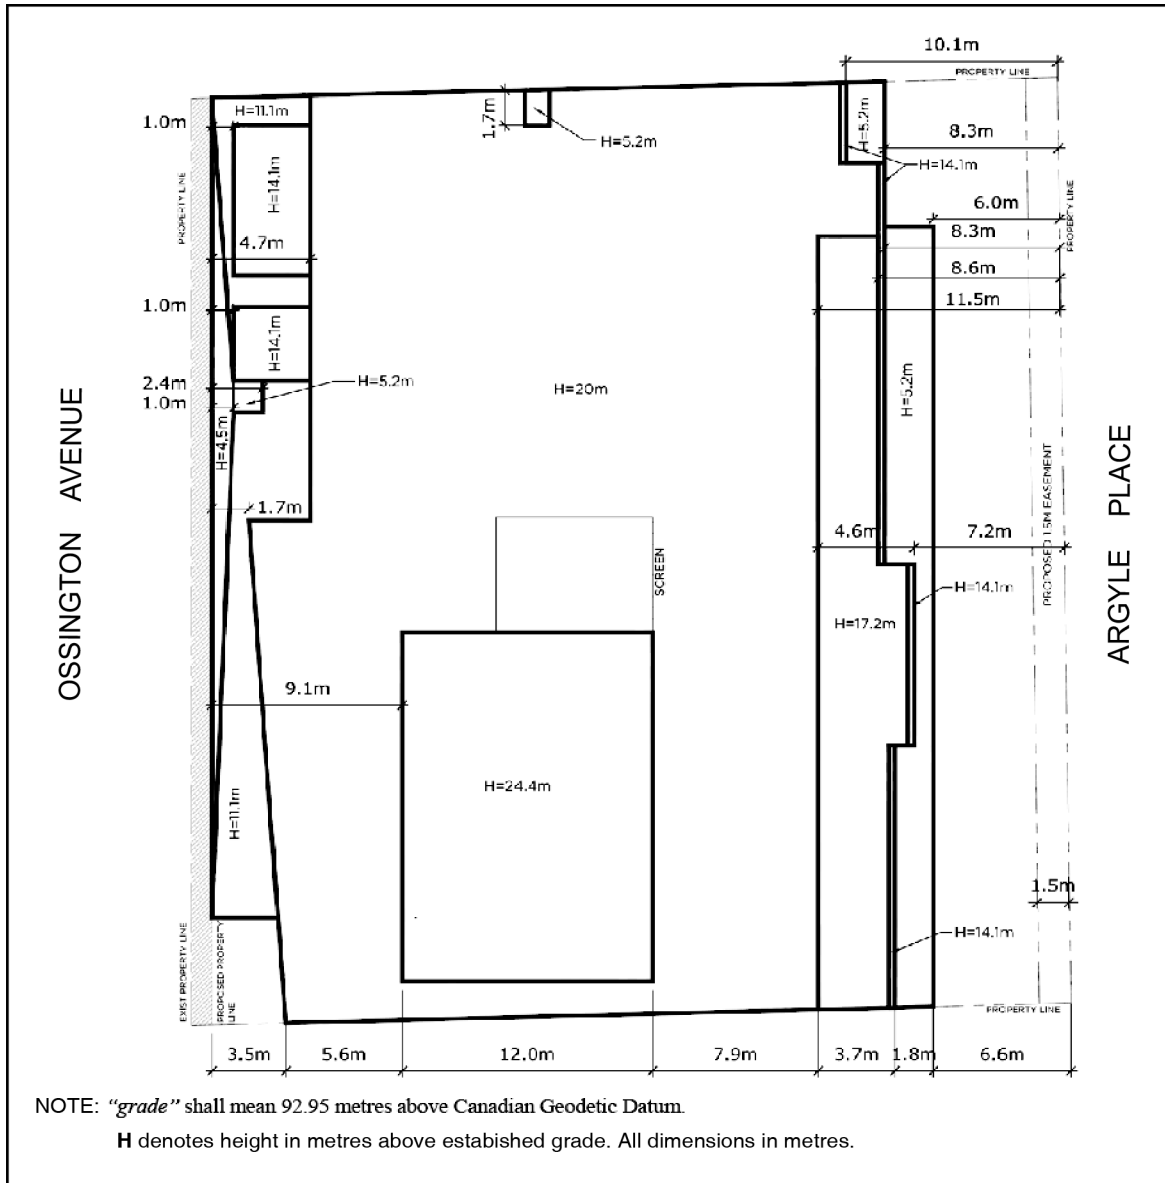 10.1m
PROPERTY LINE
H=11.1m
1.0m
1.7m
H=5.2m
H=5.2m
8.3m
H=14.1m
H=14.1m
PROPERTY LINE
PROPERTY LINE
6.0m
8.3m
4.7m
8.6m
11.5m
1.0m
H=14.1m
2.4m
H=5.2m
1.0m
H=20m
H=5.2m
H=4.5m
OSSINGTON AVENUE
ARGYLE PLACE
1.7m
PROPOSED 1.5M EASEMENT
4.6m
7.2m
SCREEN
H=14.1m
H=17.2m
9.1m
H=24.4m
H=11.1m
1.5m
H=14.1m
EXIST PROPERTY LINE
PROPOSED PROPERTY
LINE
PROPERTY LINE
3.5m 5.6m 12.0m 7.9m 3.7m 1.8m 6.6m
NOTE: “grade” shall mean 92.95 metres above Canadian Geodetic Datum.
H denotes height in metres above estabished grade. All dimensions in metres.